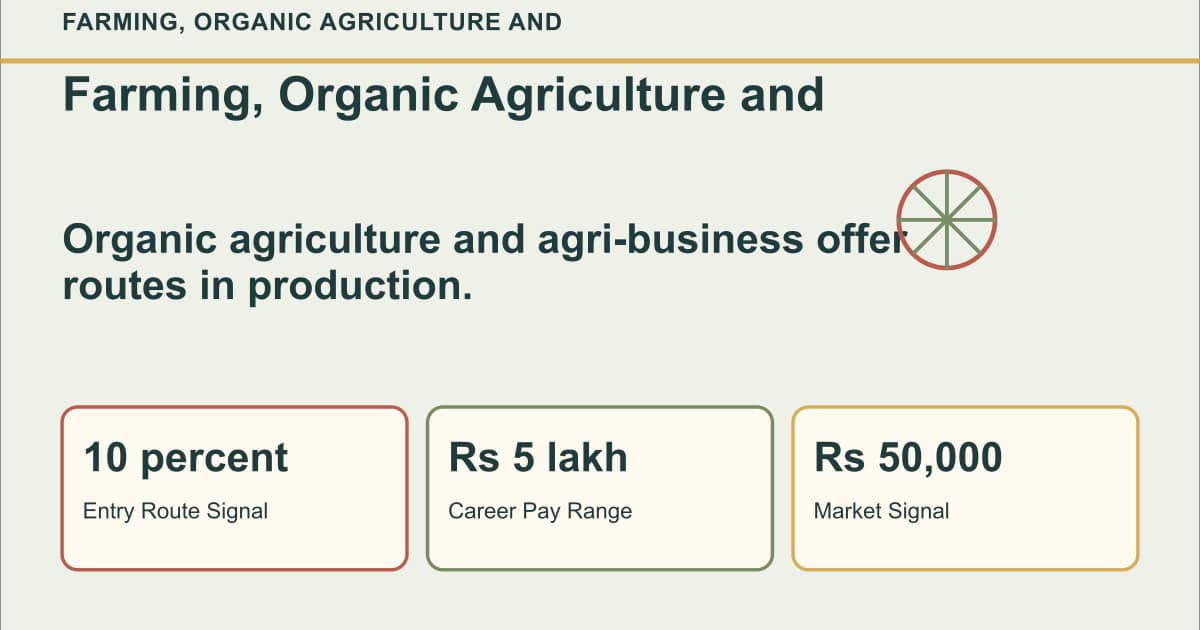 FARMING, ORGANIC AGRICULTURE AND
Farming, Organic Agriculture and
Organic agriculture and agri-business offer
routes in production.
10 percent
Entry Route Signal
Rs 5 lakh
Career Pay Range
Rs 50,000
Market Signal